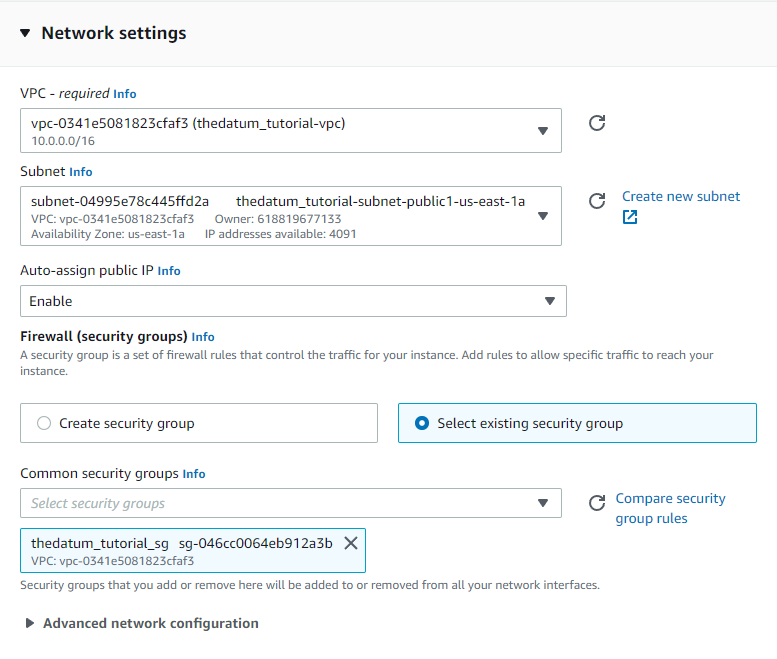 Network settings
VPC - required Info
vpc-0341e5081823cfaf3 (thedatum_tutorial-vpc)
10.0.0.0/16
Subnet Info
subnet-04995e78c445ffd2a thedatum_tutorial-subnet-public1-us-east-1a
VPC: vpc-0341e5081823cfaf3 Owner: 618819677133
Availability Zone: us-east-1a IP addresses available: 4091
Create new subnet
Auto-assign public IP Info
Enable
Firewall (security groups) Info
A security group is a set of firewall rules that control the traffic for your instance. Add rules to allow specific traffic to reach your
instance.
Create security group
Select existing security group
Common security groups Info
Select security groups
Compare security
group rules
thedatum_tutorial_sg sg-046cc0064eb912a3b
VPC: vpc-0341e5081823cfaf3
Security groups that you add or remove here will be added to or removed from all your network interfaces.
Advanced network configuration